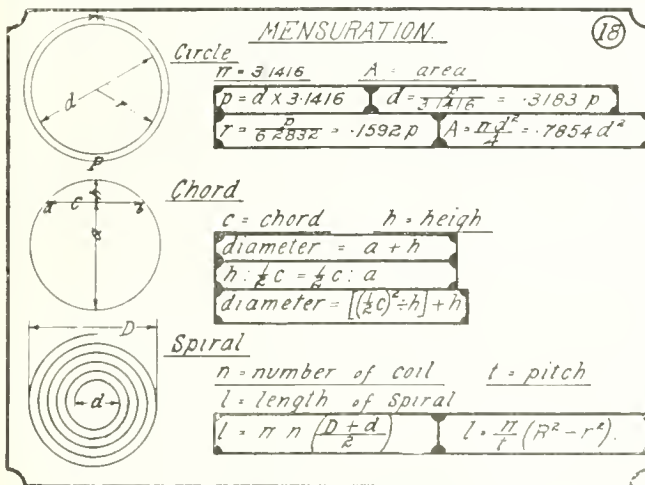 MENSURATION
18
Circle
π = 3.1416 A = area
p = d x 3.1416 d = p/3.1416 = .3183 p
r = p/6.2832 = .1592 p A = πd²/4 = .7854 d²
d
p
Chord
c = chord h = heigh
diameter = a + h
h : ½ c = ½ c : a
diameter = [(½c)² ÷ h] + h
c
D
Spiral
n = number of coil t = pitch
l = length of spiral
l = π n (D + d/2) l = π/t (R² − r²).
d